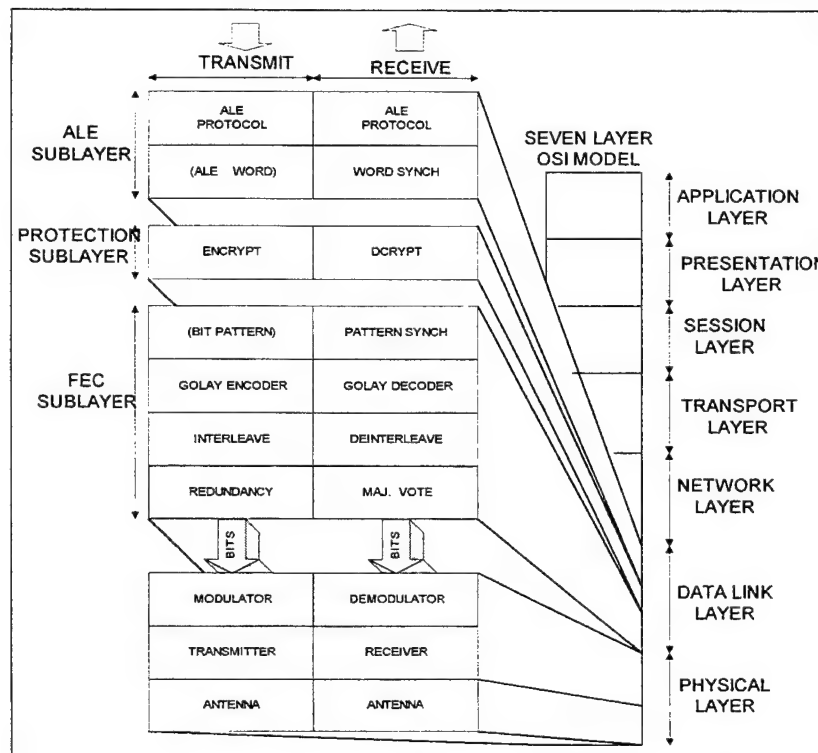 TRANSMIT RECEIVE
ALE SUBLAYER
ALE PROTOCOL
ALE PROTOCOL
(ALE WORD)
WORD SYNCH
PROTECTION SUBLAYER
ENCRYPT
DCRYPT
FEC SUBLAYER
(BIT PATTERN)
PATTERN SYNCH
GOLAY ENCODER
GOLAY DECODER
INTERLEAVE
DEINTERLEAVE
REDUNDANCY
MAJ. VOTE
BITS
BITS
MODULATOR
DEMODULATOR
TRANSMITTER
RECEIVER
ANTENNA
ANTENNA
SEVEN LAYER
OSI MODEL
APPLICATION
LAYER
PRESENTATION
LAYER
SESSION
LAYER
TRANSPORT
LAYER
NETWORK
LAYER
DATA LINK
LAYER
PHYSICAL
LAYER